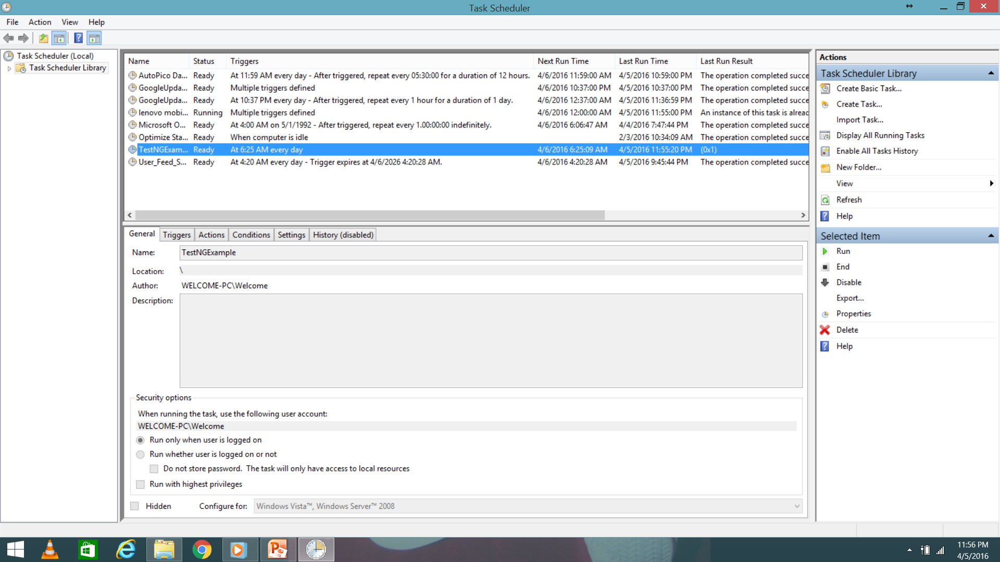 Task Scheduler
File Action View Help
Task Scheduler (Local)
Task Scheduler Library
Name Status Triggers Next Run Time Last Run Time Last Run Result
AutoPico Da... Ready At 11:59 AM every day - After triggered, repeat every 05:30:00 for a duration of 12 hours. 4/6/2016 11:59:00 AM 4/5/2016 10:59:00 PM The operation completed succe
GoogleUpda... Ready Multiple triggers defined 4/6/2016 10:37:00 PM 4/5/2016 10:37:00 PM The operation completed succe
GoogleUpda... Ready At 10:37 PM every day - After triggered, repeat every 1 hour for a duration of 1 day. 4/6/2016 12:37:00 AM 4/5/2016 11:36:59 PM The operation completed succe
lenovo mobi... Running Multiple triggers defined 4/6/2016 12:00:00 AM 4/5/2016 11:55:00 PM An instance of this task is alreac
Microsoft O... Ready At 4:00 AM on 5/1/1992 - After triggered, repeat every 1.00:00:00 indefinitely. 4/6/2016 6:06:47 AM 4/4/2016 7:47:44 PM The operation completed succe
Optimize Sta... Ready When computer is idle 2/3/2016 10:34:09 AM The operation completed succe
TestNGExam... Ready At 6:25 AM every day 4/6/2016 6:25:09 AM 4/5/2016 11:55:20 PM (0x1)
User_Feed_S... Ready At 4:20 AM every day - Trigger expires at 4/6/2026 4:20:28 AM. 4/6/2016 4:20:28 AM 4/5/2016 9:45:44 PM The operation completed succe
General Triggers Actions Conditions Settings History (disabled)
Name: TestNGExample
Location: \
Author: WELCOME-PC\Welcome
Description:
Security options
When running the task, use the following user account:
WELCOME-PC\Welcome
Run only when user is logged on
Run whether user is logged on or not
Do not store password. The task will only have access to local resources
Run with highest privileges
Hidden Configure for: Windows Vista™, Windows Server™ 2008
Actions
Task Scheduler Library
Create Basic Task...
Create Task...
Import Task...
Display All Running Tasks
Enable All Tasks History
New Folder...
View
Refresh
Help
Selected Item
Run
End
Disable
Export...
Properties
Delete
Help
11:56 PM
4/5/2016